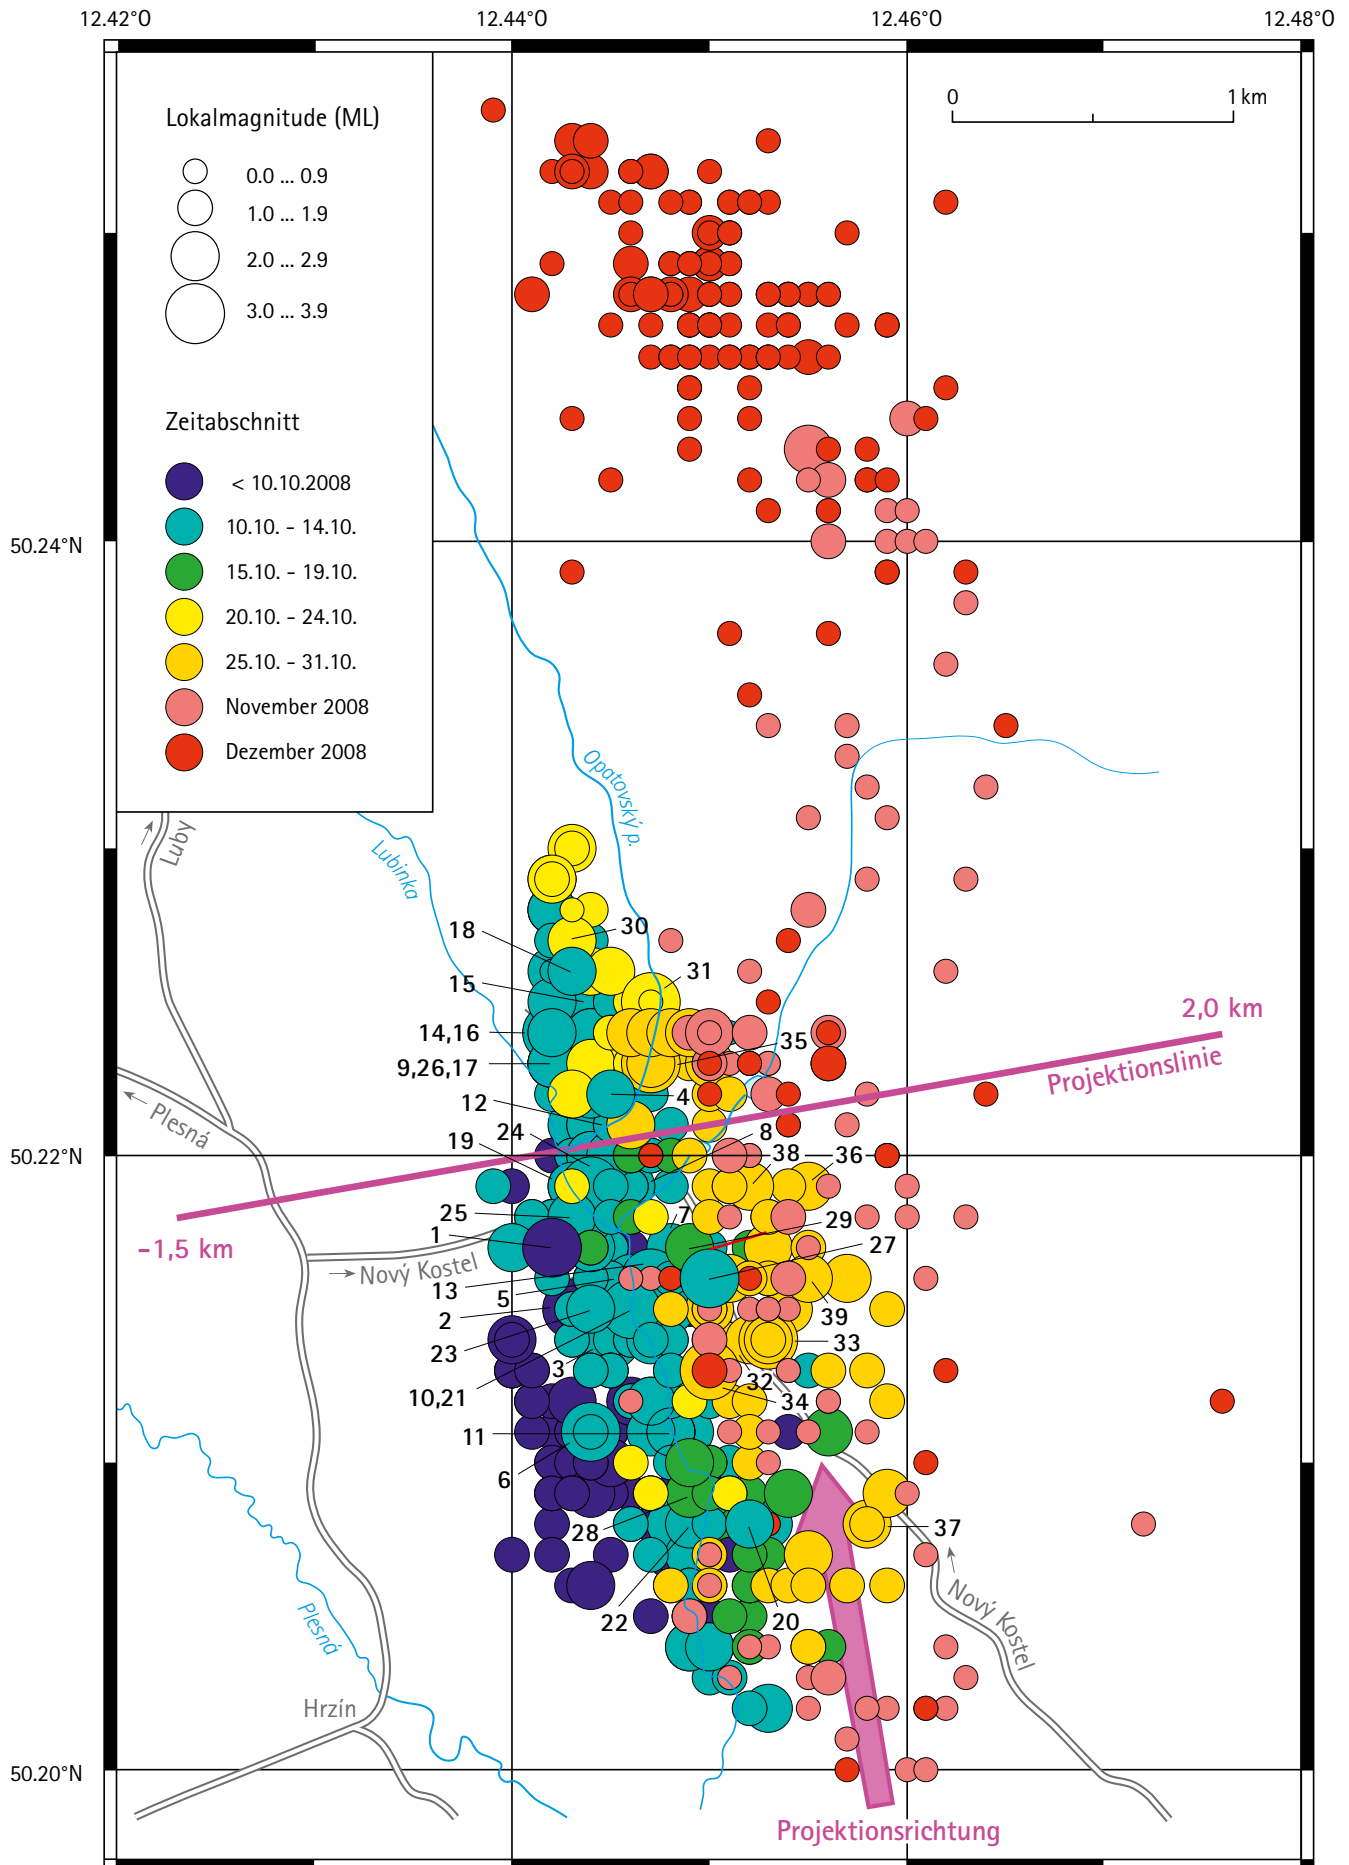 12.42°O
12.44°O
12.46°O
12.48°O
Lokalmagnitude (ML)
0.0 ... 0.9
1.0 ... 1.9
2.0 ... 2.9
3.0 ... 3.9
0
1 km
Zeitabschnitt
< 10.10.2008
10.10. - 14.10.
15.10. - 19.10.
20.10. - 24.10.
25.10. - 31.10.
November 2008
Dezember 2008
50.24°N
Opatovský p.
Luby
Lubinka
18
30
31
15
14,16
35
9,26,17
2,0 km
Projektionslinie
4
12
Plesná
24
8
19
38
36
50.22°N
25
7
29
1
27
-1,5 km
Nový Kostel
13
5
2
39
23
33
3
32
10,21
34
11
6
28
37
22
20
Nový Kostel
Plesná
Hrzín
50.20°N
Projektionsrichtung